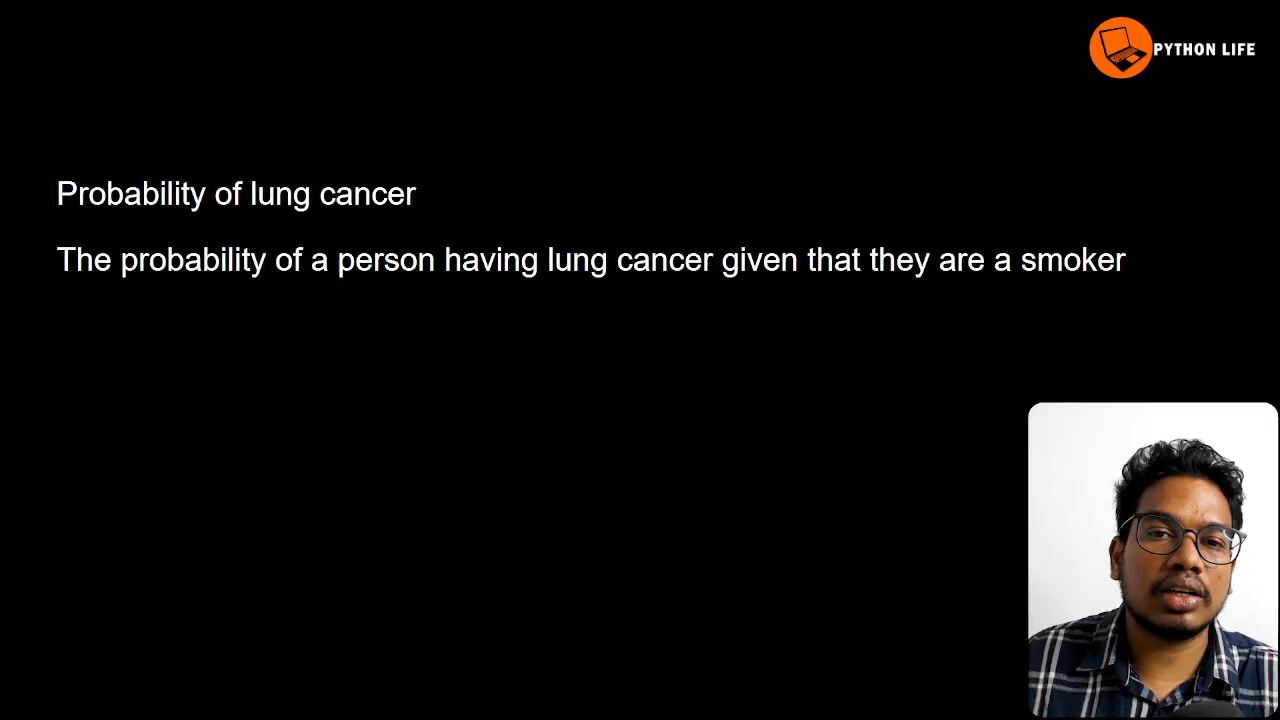 PYTHON LIFE
Probability of lung cancer
The probability of a person having lung cancer given that they are a smoker